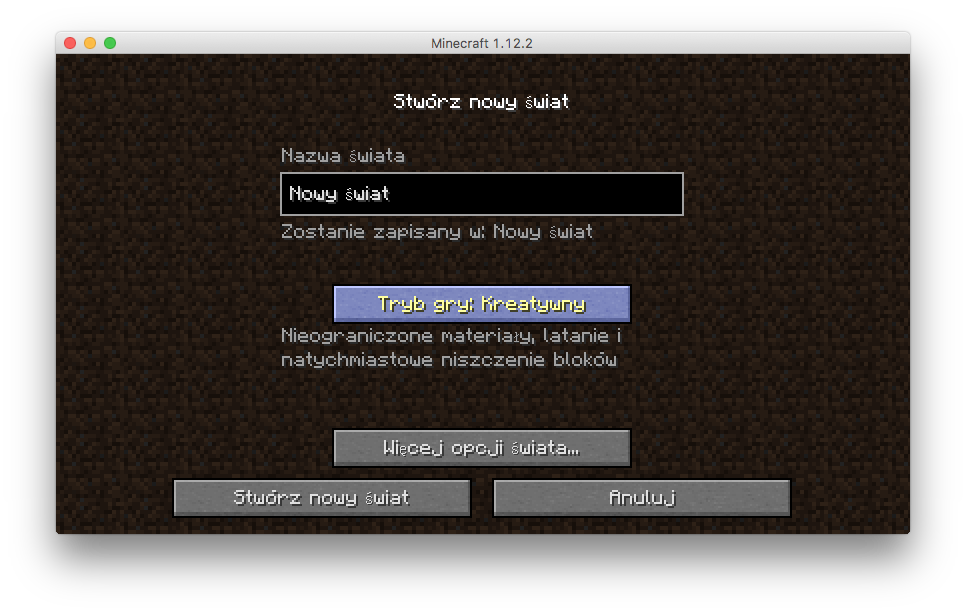 Minecraft 1.12.2
Stwórz nowy świat
Nazwa świata
Nowy świat
Zostanie zapisany w: Nowy świat
Tryb gry: Kreatywny
Nieograniczone materiały, latanie i
natychmiastowe niszczenie bloków
Więcej opcji świata...
Stwórz nowy świat
Anuluj